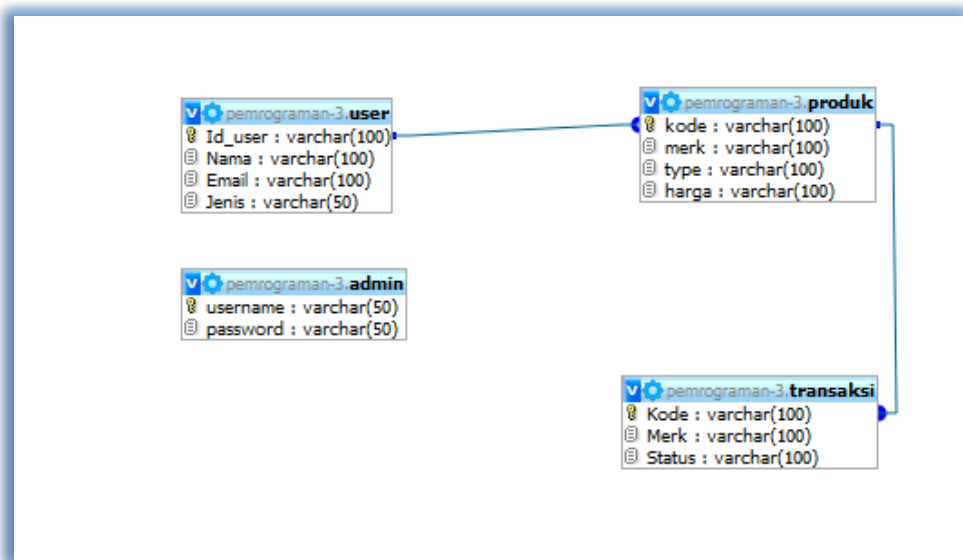 pemrograman-3.user
Id_user : varchar(100)
Nama : varchar(100)
Email : varchar(100)
Jenis : varchar(50)
pemrograman-3.produk
kode : varchar(100)
merk : varchar(100)
type : varchar(100)
harga : varchar(100)
pemrograman-3.admin
username : varchar(50)
password : varchar(50)
pemrograman-3.transaksi
Kode : varchar(100)
Merk : varchar(100)
Status : varchar(100)